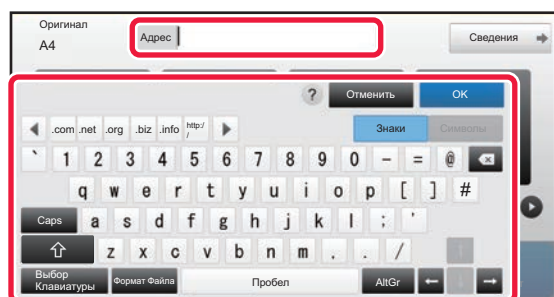 Оригинал
A4
Адрес
Сведения
? Отменить OK
.com .net .org .biz .info http:/
/
Знаки Символы
` 1 2 3 4 5 6 7 8 9 0 - = @
q w e r t y u i o p [ ] #
Caps a s d f g h j k l ; '
z x c v b n m . . /
Выбор
Клавиатуры
Формат Файла Пробел AltGr